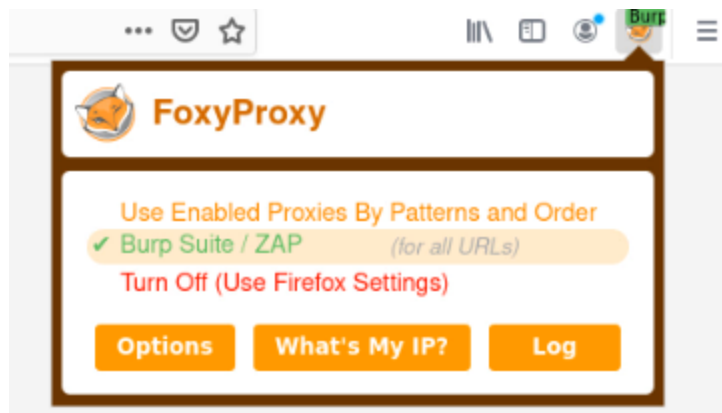 Burp
FoxyProxy
Use Enabled Proxies By Patterns and Order
✔ Burp Suite / ZAP (for all URLs)
Turn Off (Use Firefox Settings)
Options What's My IP? Log